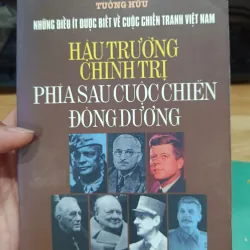 TƯỜNG HỮU
NHỮNG ĐIỀU ÍT ĐƯỢC BIẾT VỀ CUỘC CHIẾN TRANH VIỆT NAM
HẬU TRƯỜNG
CHÍNH TRỊ
PHÍA SAU CUỘC CHIẾN
ĐÔNG DƯƠNG